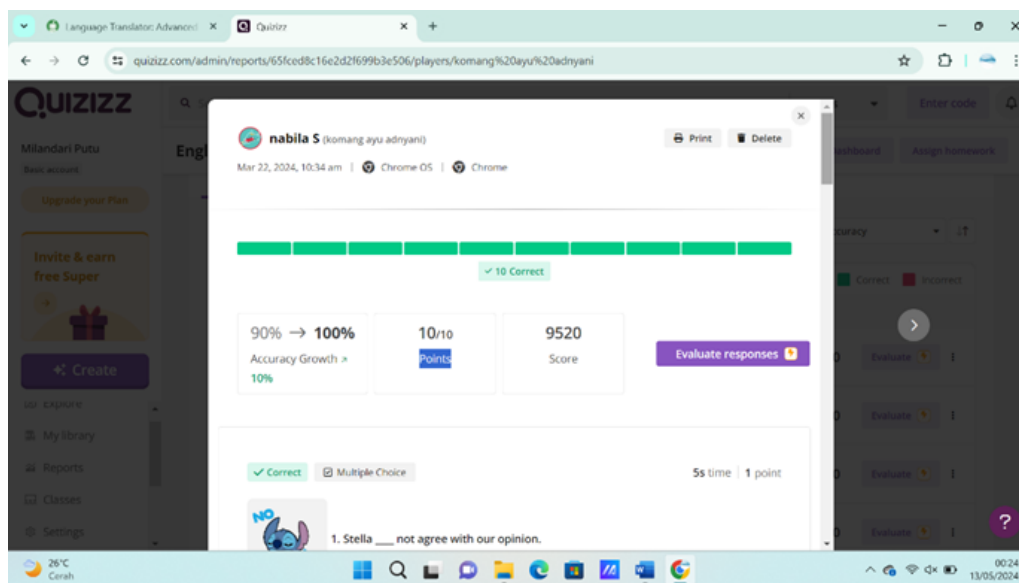 Language Translator: Advanced
Quizizz
quizizz.com/admin/reports/65fced8c16e2d2f699b3e506/players/komang%20ayu%20adnyani
QUIZIZZ
Enter code
Milandari Putu
Basic account
Engl
Assign homework
Upgrade your Plan
Invite & earn
free Super
Create
Explore
My library
Reports
Classes
Settings
nabila S (komang ayu adnyani)
Print
Delete
Mar 22, 2024, 10:34 am | Chrome OS | Chrome
10 Correct
90% → 100%
Accuracy Growth
10%
10/10
Points
9520
Score
Evaluate responses
Correct
Incorrect
Evaluate
Evaluate
Evaluate
Evaluate
Correct
Multiple Choice
5s time | 1 point
NO
1. Stella ___ not agree with our opinion.
?
26°C
Cerah
00:24
13/05/2024